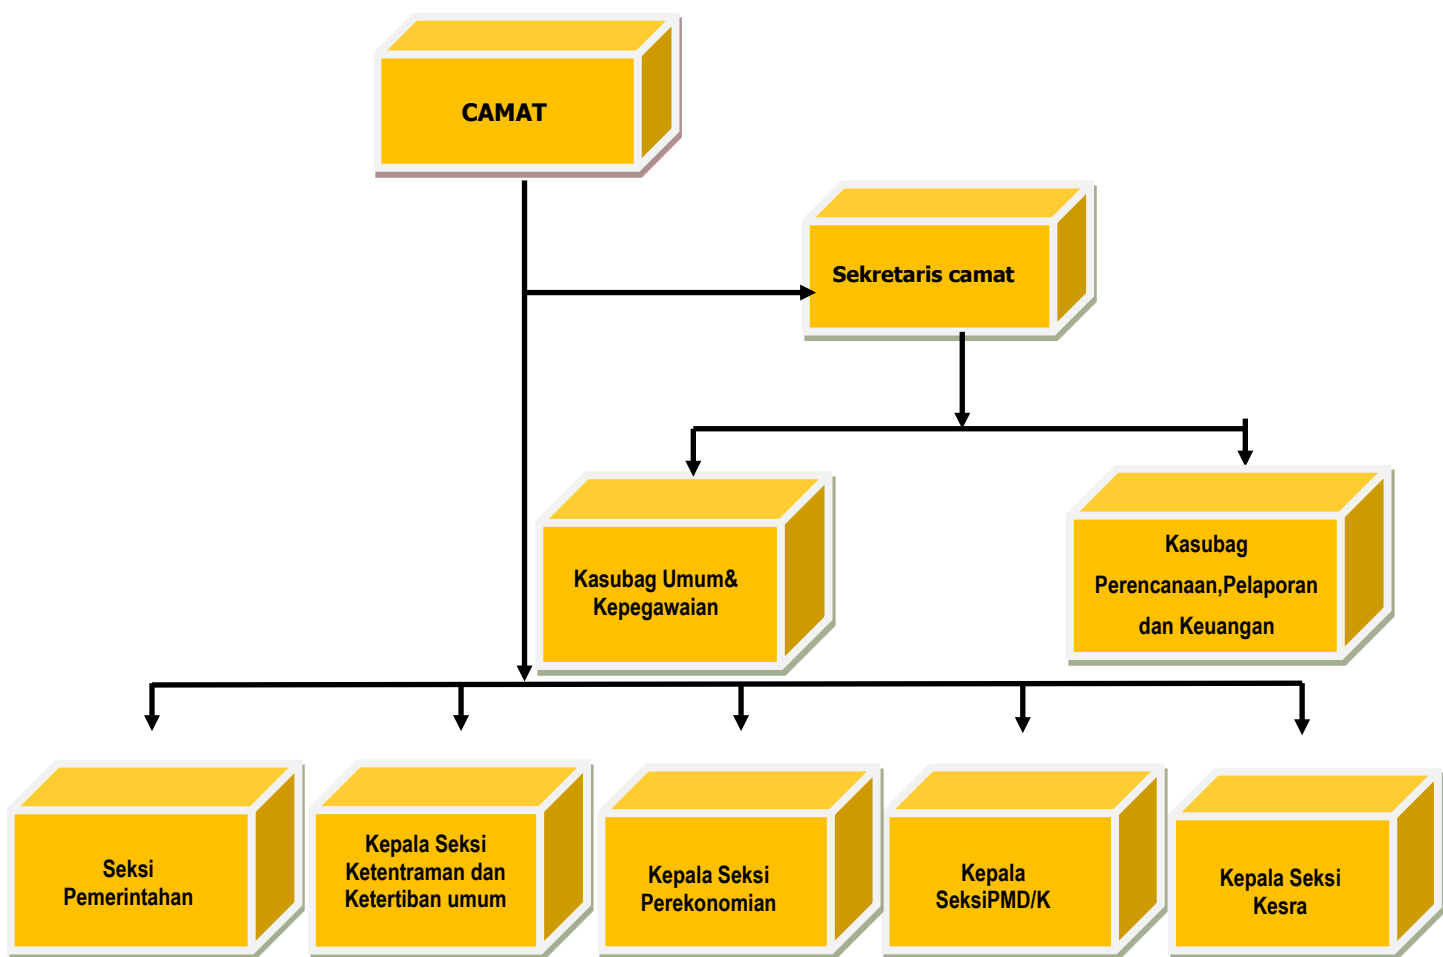 CAMAT
Sekretaris camat
Kasubag Umum&
Kepegawaian
Kasubag
Perencanaan,Pelaporan
dan Keuangan
Seksi
Pemerintahan
Kepala Seksi
Ketentraman dan
Ketertiban umum
Kepala Seksi
Perekonomian
Kepala
SeksiPMD/K
Kepala Seksi
Kesra